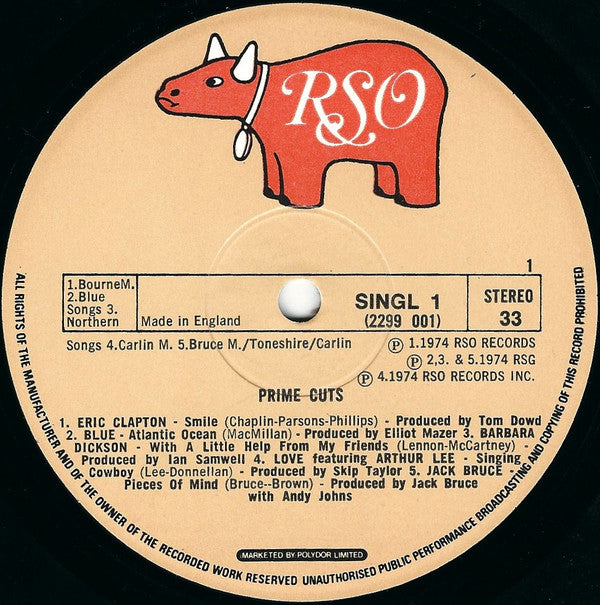 RSO
1
1.BourneM.
2.Blue
Songs 3.
Northern
Made in England
SINGL 1
(2299 001)
STEREO
33
Songs 4.Carlin M. 5.Bruce M./Toneshire/Carlin
Ⓟ 1.1974 RSO RECORDS
Ⓟ 2,3. & 5.1974 RSG
Ⓟ 4.1974 RSO RECORDS INC.
PRIME CUTS
1. ERIC CLAPTON - Smile (Chaplin-Parsons-Phillips) - Produced by Tom Dowd
2. BLUE - Atlantic Ocean (MacMillan) - Produced by Elliot Mazer 3. BARBARA
DICKSON - With A Little Help From My Friends (Lennon-McCartney) -
Produced by Ian Samwell 4. LOVE featuring ARTHUR LEE - Singing
Cowboy (Lee-Donnellan) - Produced by Skip Taylor 5. JACK BRUCE -
Pieces Of Mind (Bruce--Brown) - Produced by Jack Bruce
with Andy Johns
MARKETED BY POLYDOR LIMITED
ALL RIGHTS OF THE MANUFACTURER AND OF THE OWNER OF THE RECORDED WORK RESERVED UNAUTHORISED PUBLIC PERFORMANCE BROADCASTING AND COPYING OF THIS RECORD PROHIBITED